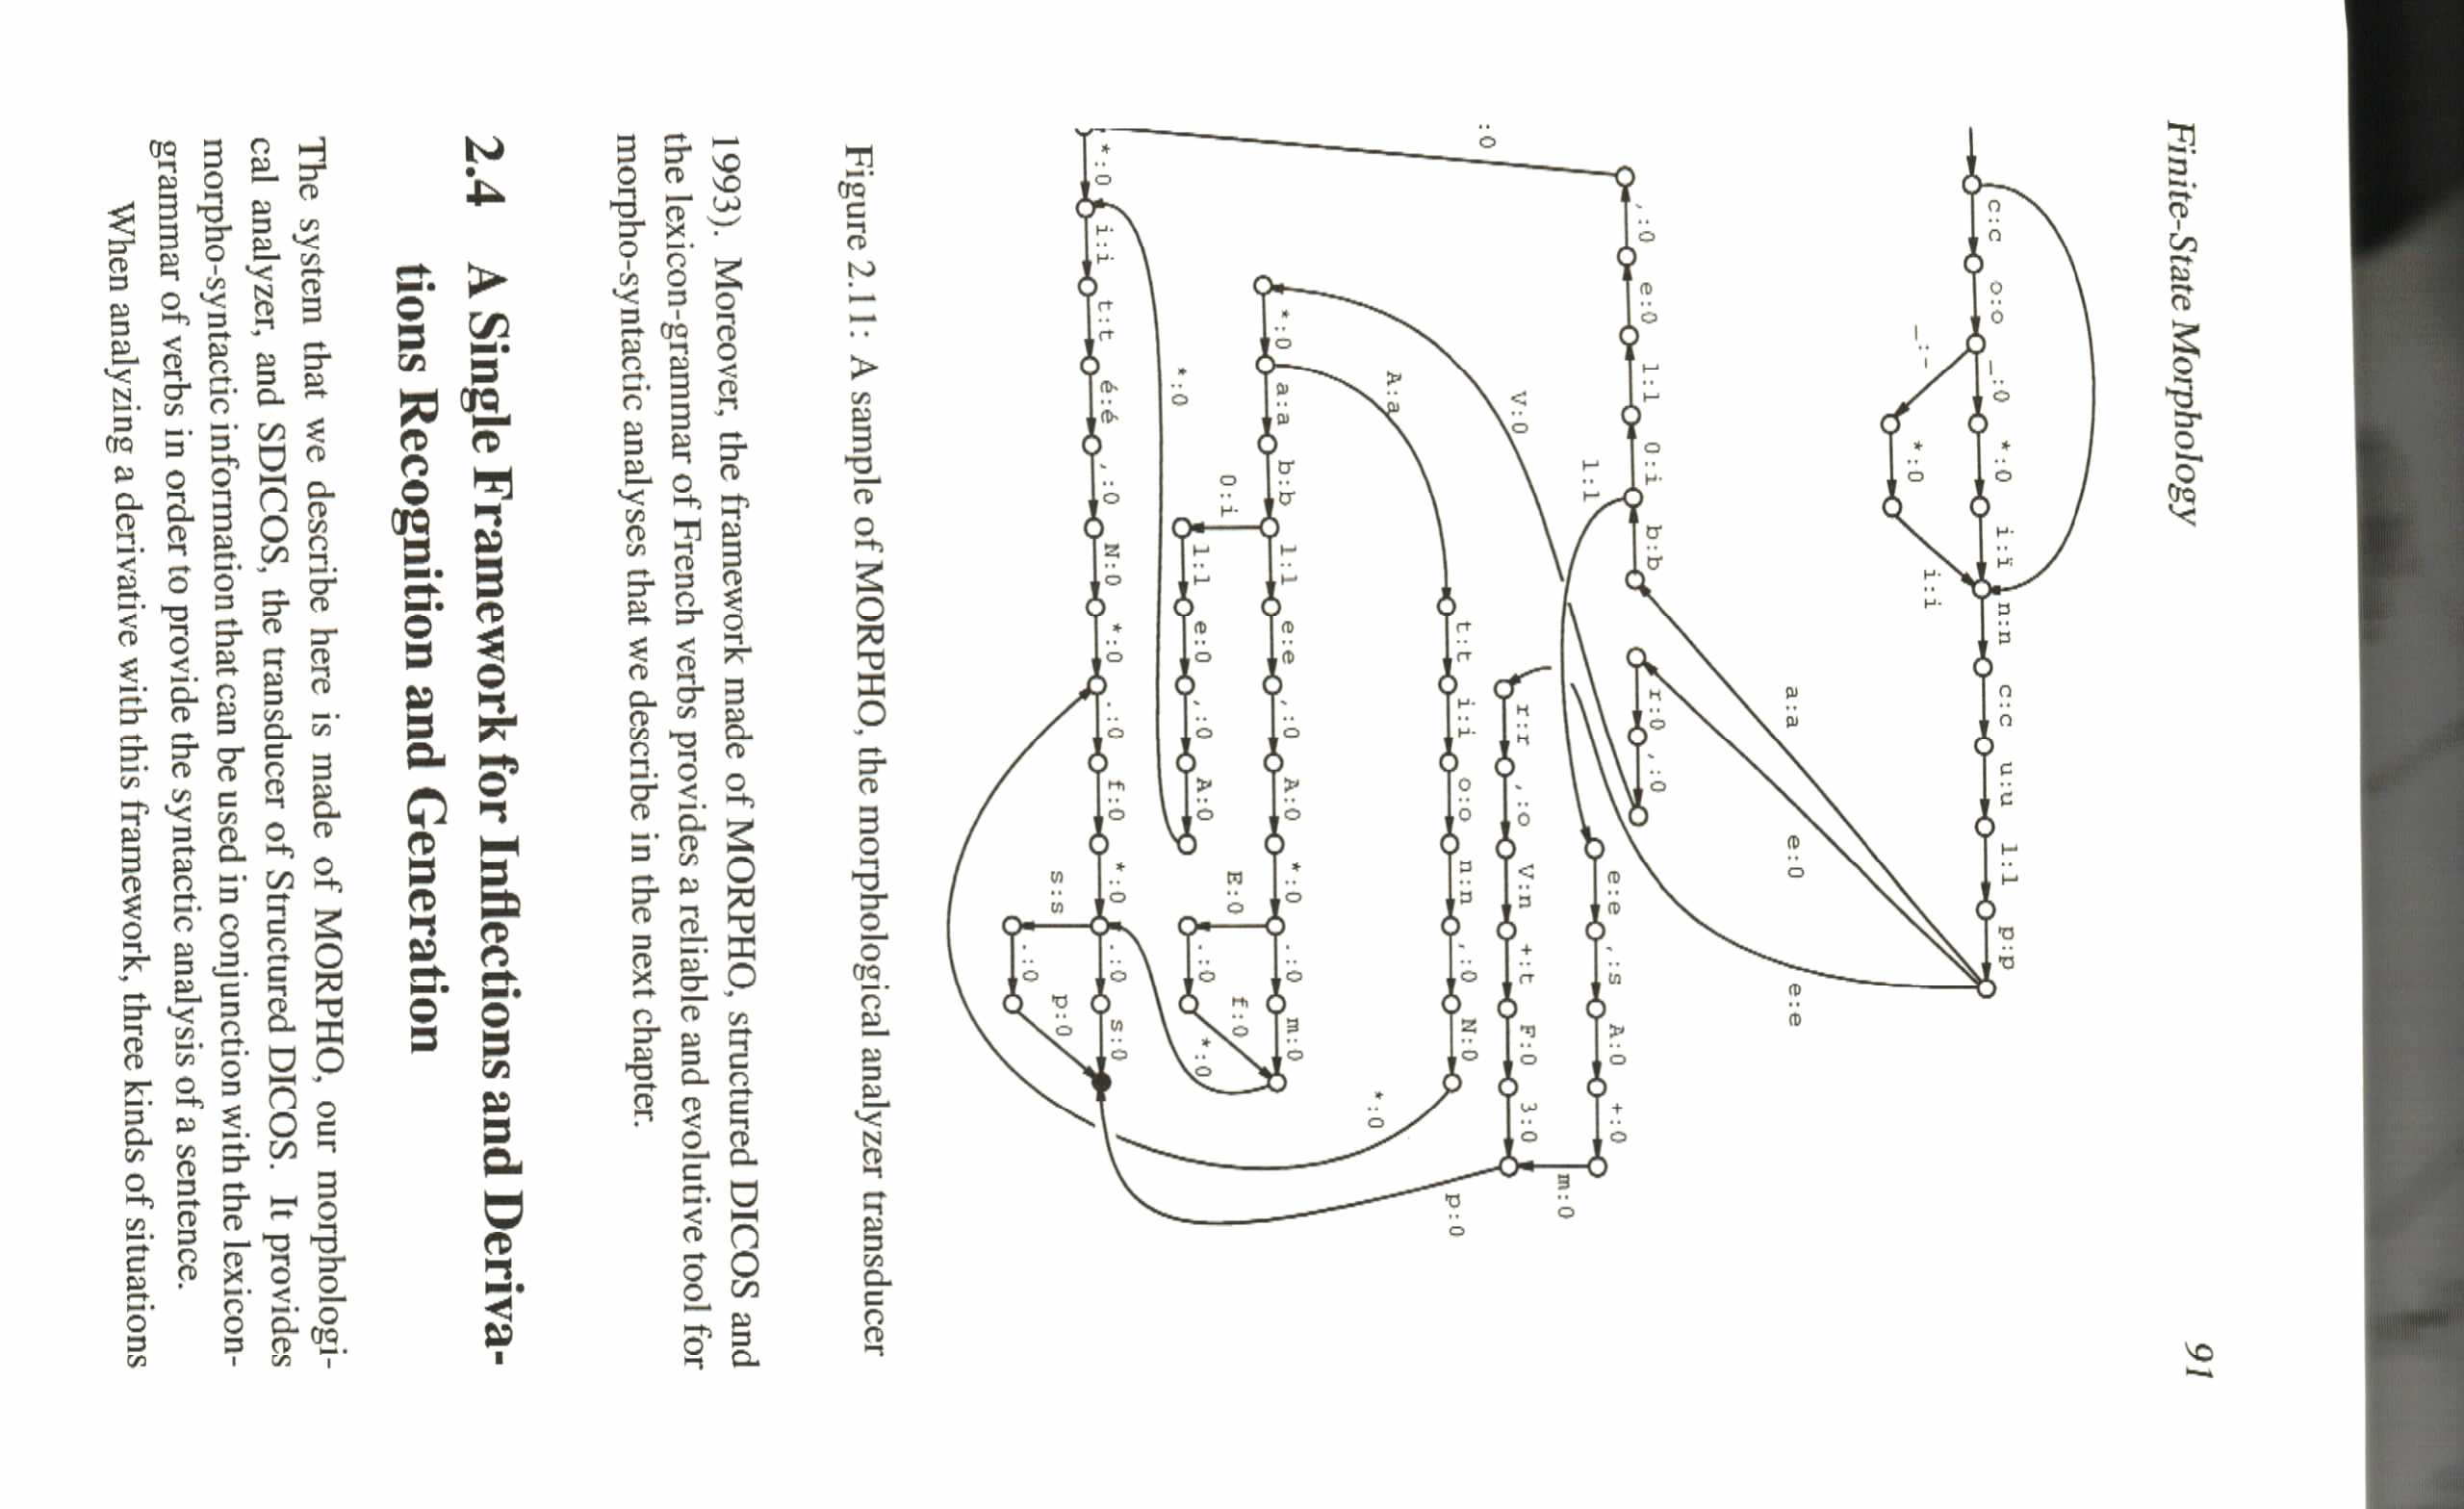 Finite-State Morphology 91
c:c o:o _:0 *:0 i:ï n:n c:c u:u l:l p:p
_:- *:0 i:i
a:a e:0 e:e
,:0 e:0 l:l 0:i b:b r:0 ,:0
l:l e:e ,:s A:0 +:0
m:0
V:0 r:r ,:o V:n +:t F:0 3:0
:0
p:0
A:a t:t i:i o:o n:n ,:0 N:0
*:0
*:0 a:a b:b l:l e:e ,:0 A:0 *:0 .:0 m:0
0:i E:0 f:0
l:l e:0 ,:0 A:0 .:0 *:0
*:0
*:0 i:i t:t é:é ,:0 N:0 *:0 .:0 f:0 *:0 .:0 s:0
s:s p:0
.:0
Figure 2.11: A sample of MORPHO, the morphological analyzer transducer
1993). Moreover, the framework made of MORPHO, structured DICOS and
the lexicon-grammar of French verbs provides a reliable and evolutive tool for
morpho-syntactic analyses that we describe in the next chapter.
2.4 A Single Framework for Inflections and Deriva-
tions Recognition and Generation
The system that we describe here is made of MORPHO, our morphologi-
cal analyzer, and SDICOS, the transducer of Structured DICOS. It provides
morpho-syntactic information that can be used in conjunction with the lexicon-
grammar of verbs in order to provide the syntactic analysis of a sentence.
When analyzing a derivative with this framework, three kinds of situations